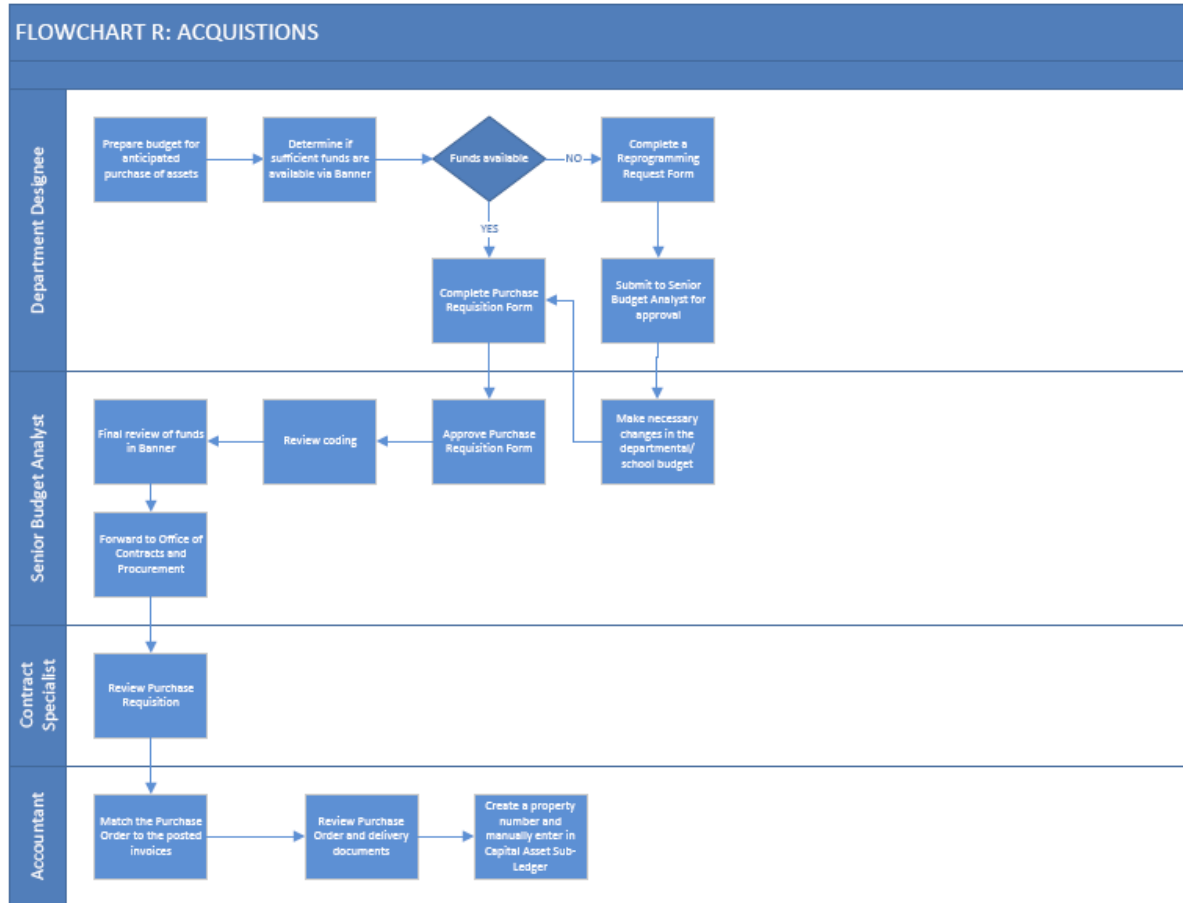 FLOWCHART R: ACQUISTIONS
Department Designee
Prepare budget for
anticipated
purchase of assets
Determine if
sufficient funds are
available via Banner
Funds available
NO
Complete a
Reprogramming
Request Form
YES
Complete Purchase
Requisition Form
Submit to Senior
Budget Analyst for
approval
Senior Budget Analyst
Final review of funds
in Banner
Review coding
Approve Purchase
Requisition Form
Make necessary
changes in the
departmental/
school budget
Forward to Office of
Contracts and
Procurement
Contract
Specialist
Review Purchase
Requisition
Accountant
Match the Purchase
Order to the posted
invoices
Review Purchase
Order and delivery
documents
Create a property
number and
manually enter in
Capital Asset Sub-
Ledger